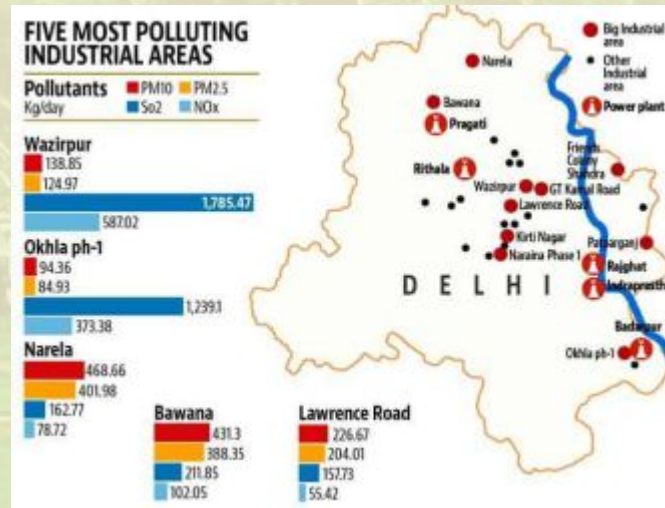 FIVE MOST POLLUTING
INDUSTRIAL AREAS
Pollutants
Kg/day
PM10 PM2.5
So2 NOx
Wazirpur
138.85
124.97
1,785.47
587.02
Okhla ph-1
94.36
84.93
1,239.1
373.38
Narela
468.66
401.98
162.77
78.72
Bawana
431.3
388.35
211.85
102.05
Lawrence Road
226.67
204.01
157.73
55.42
Big Industrial
area
Other
Industrial
area
Power plant
Narela
Bawana
Pragati
Rithala
Friends
Colony
Shahdra
Wazirpur
GT Karnal Road
Lawrence Road
Kirti Nagar
Naraina Phase 1
Patparganj
Rajghat
Indraprasth
DELHI
Badarpur
Okhla ph-1